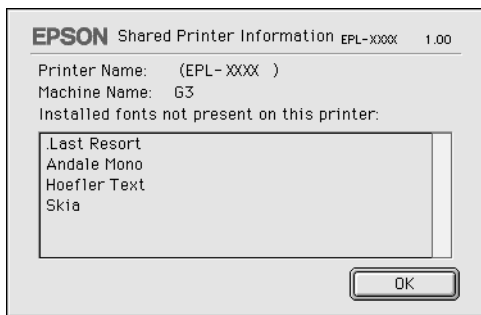 EPSON Shared Printer Information EPL-XXXX 1.00
Printer Name: (EPL-XXXX )
Machine Name: G3
Installed fonts not present on this printer:
.Last Resort
Andale Mono
Hoefler Text
Skia
OK